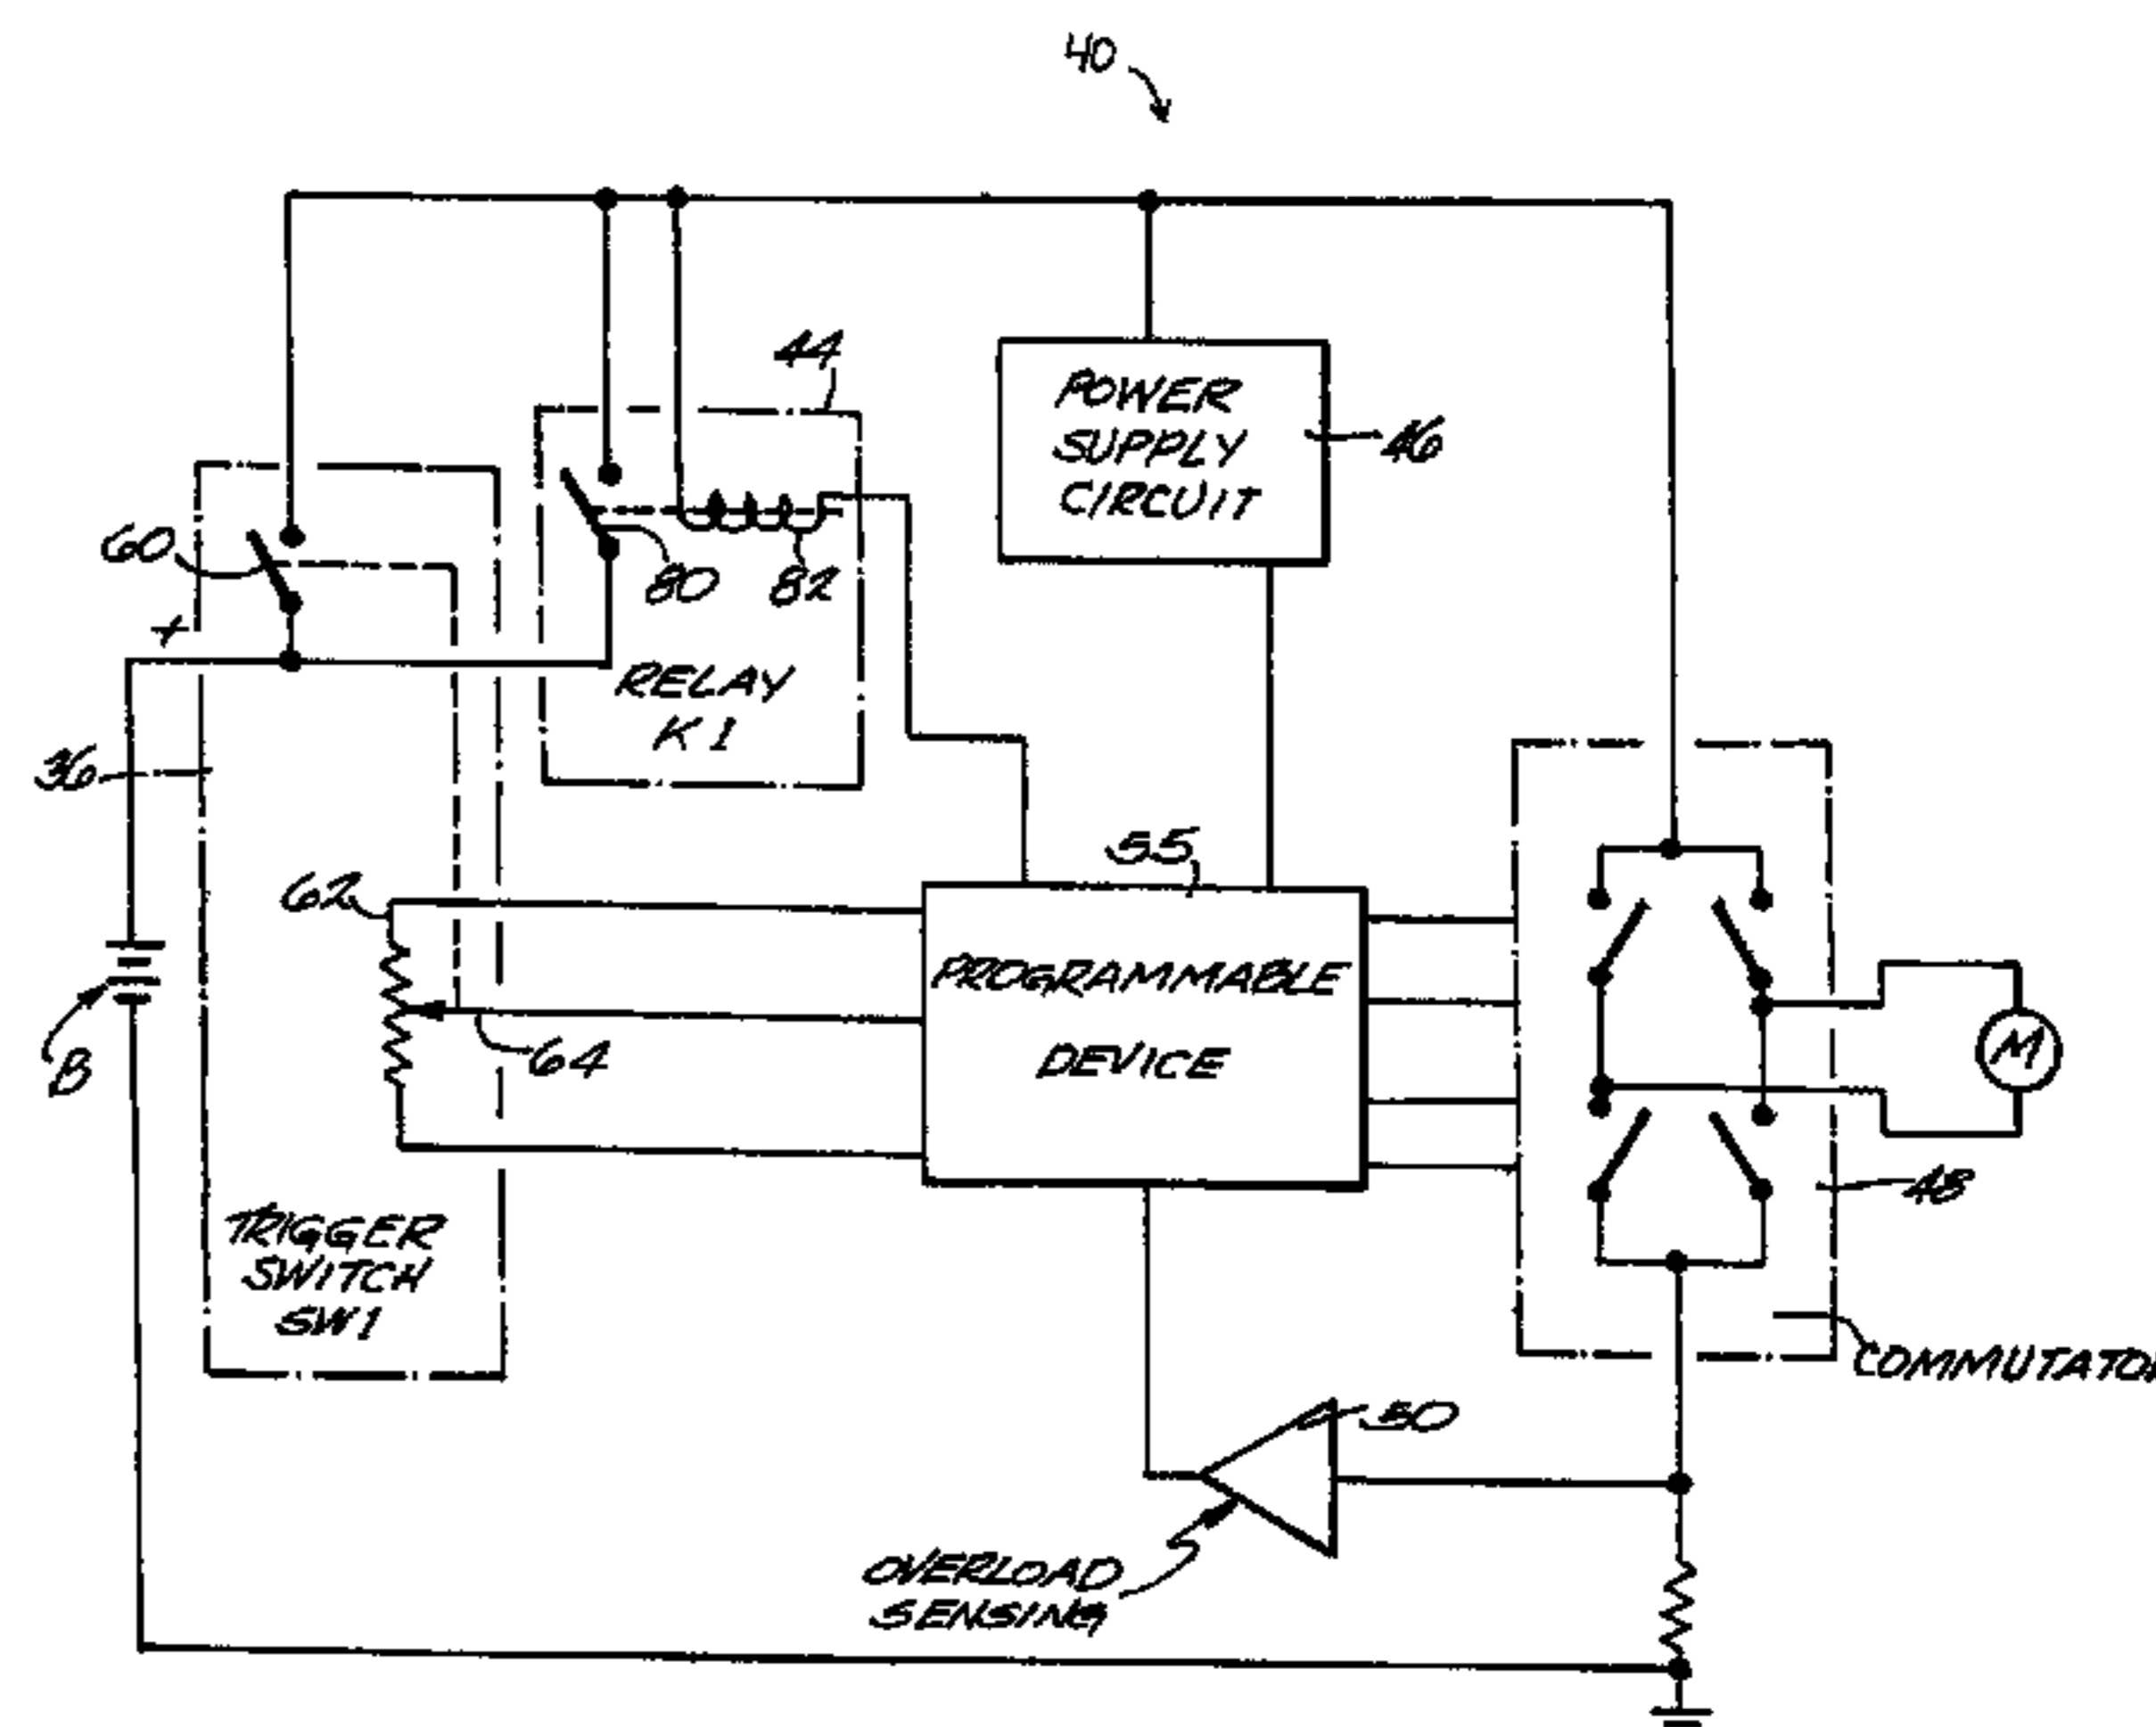 40
44
POWER
SUPPLY
CIRCUIT
46
60
80
82
+
RELAY
K1
36
55
62
PROGRAMMABLE
DEVICE
M
64
B
48
TRIGGER
SWITCH
SW1
COMMUTATOR
50
OVERLOAD
SENSING